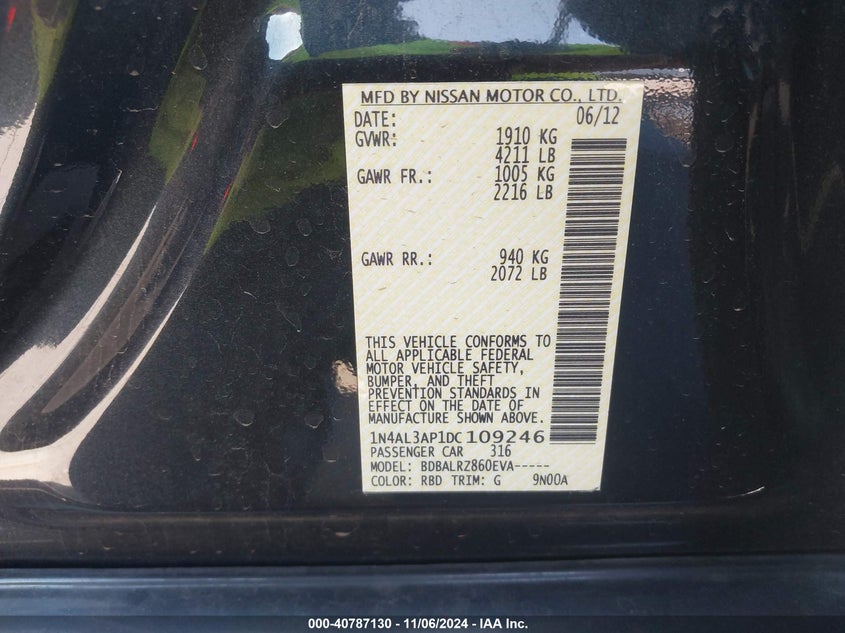 MFD BY NISSAN MOTOR CO., LTD.
DATE: 06/12
GVWR: 1910 KG
4211 LB
GAWR FR.: 1005 KG
2216 LB
GAWR RR.: 940 KG
2072 LB
THIS VEHICLE CONFORMS TO
ALL APPLICABLE FEDERAL
MOTOR VEHICLE SAFETY,
BUMPER, AND THEFT
PREVENTION STANDARDS IN
EFFECT ON THE DATE OF
MANUFACTURE SHOWN ABOVE.
1N4AL3AP1DC109246
PASSENGER CAR 316
MODEL: BDBALRZ860EVA-----
COLOR: RBD TRIM: G 9N00A
000-40787130 - 11/06/2024 - IAA Inc.